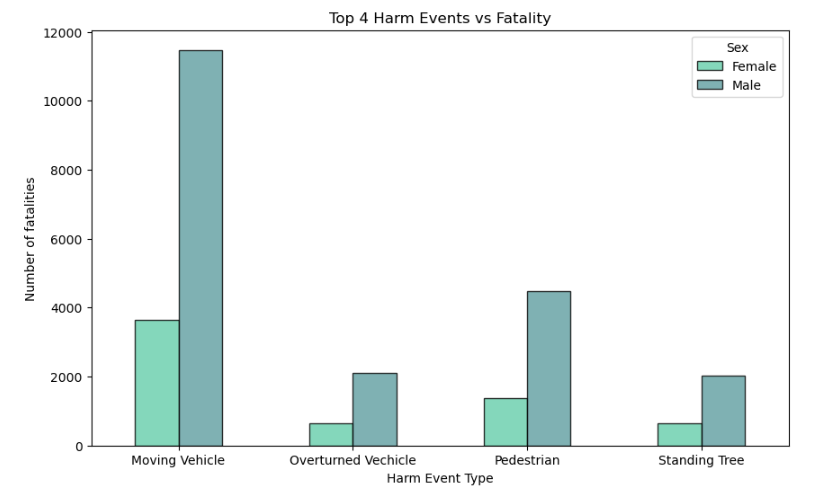 Top 4 Harm Events vs Fatality
Sex
Female
Male
Number of fatalities
12000
10000
8000
6000
4000
2000
0
Moving Vehicle
Overturned Vechicle
Pedestrian
Standing Tree
Harm Event Type